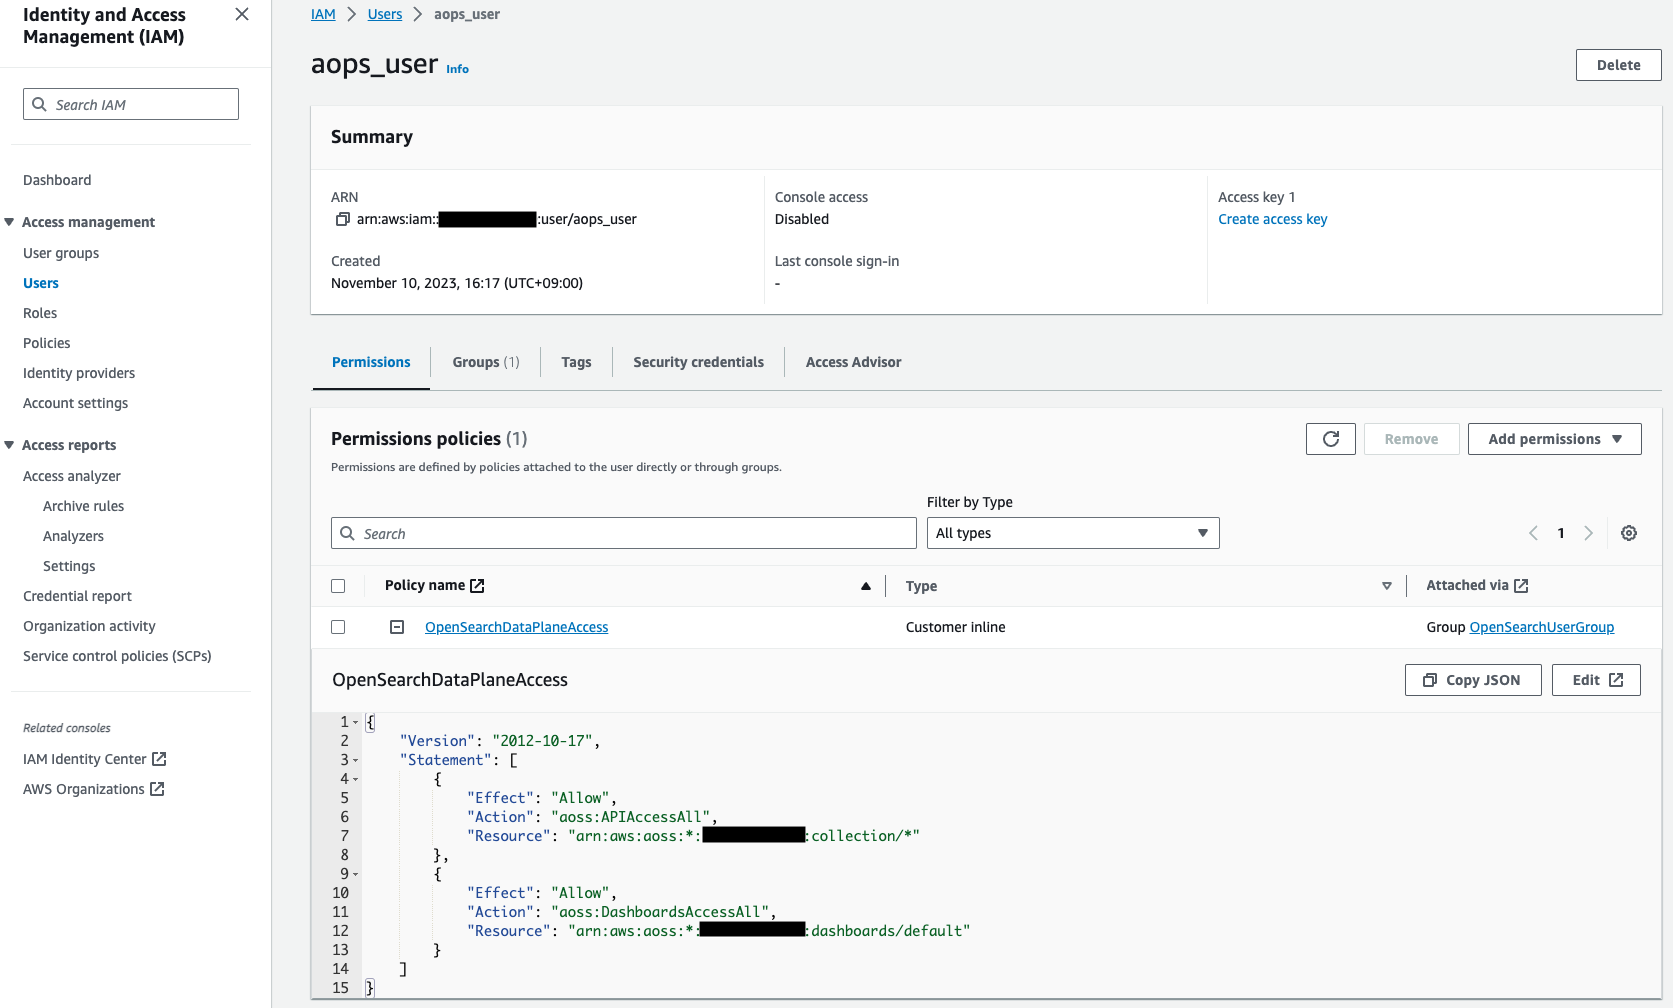 Identity and Access Management (IAM)
Search IAM
Dashboard
Access management
User groups
Users
Roles
Policies
Identity providers
Account settings
Access reports
Access analyzer
Archive rules
Analyzers
Settings
Credential report
Organization activity
Service control policies (SCPs)
Related consoles
IAM Identity Center
AWS Organizations
IAM > Users > aops_user
aops_user Info
Delete
Summary
ARN
arn:aws:iam:: :user/aops_user
Created
November 10, 2023, 16:17 (UTC+09:00)
Console access
Disabled
Last console sign-in
-
Access key 1
Create access key
Permissions
Groups (1)
Tags
Security credentials
Access Advisor
Permissions policies (1)
Permissions are defined by policies attached to the user directly or through groups.
Remove
Add permissions
Search
Filter by Type
All types
1
Policy name
Type
Attached via
OpenSearchDataPlaneAccess
Customer inline
Group OpenSearchUserGroup
OpenSearchDataPlaneAccess
Copy JSON
Edit
1 {
2 "Version": "2012-10-17",
3 "Statement": [
4 {
5 "Effect": "Allow",
6 "Action": "aoss:APIAccessAll",
7 "Resource": "arn:aws:aoss:*: :collection/*"
8 },
9 {
10 "Effect": "Allow",
11 "Action": "aoss:DashboardsAccessAll",
12 "Resource": "arn:aws:aoss:*: :dashboards/default"
13 }
14 ]
15 }